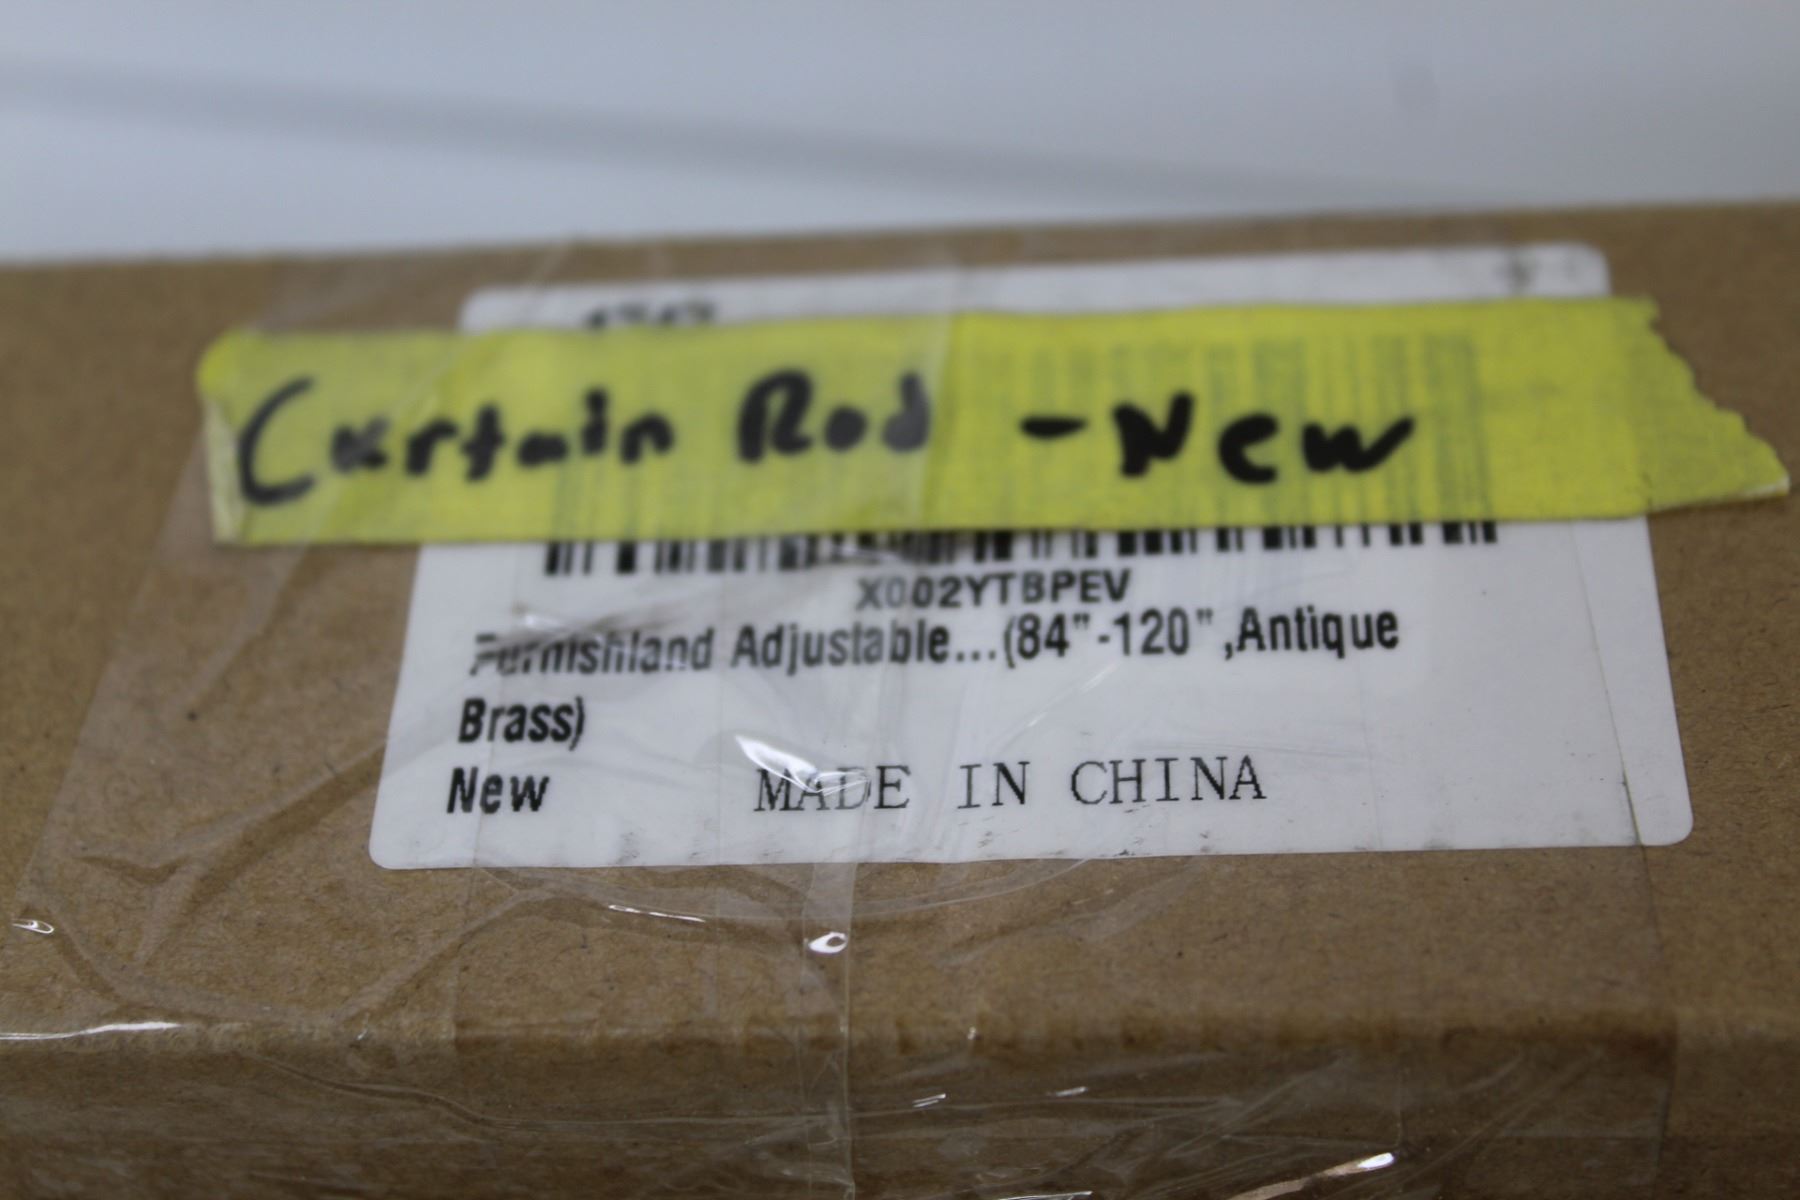 Curtain Rod - New
X002YTBPEV
Furnishland Adjustable...(84"-120",Antique
Brass)
New
MADE IN CHINA